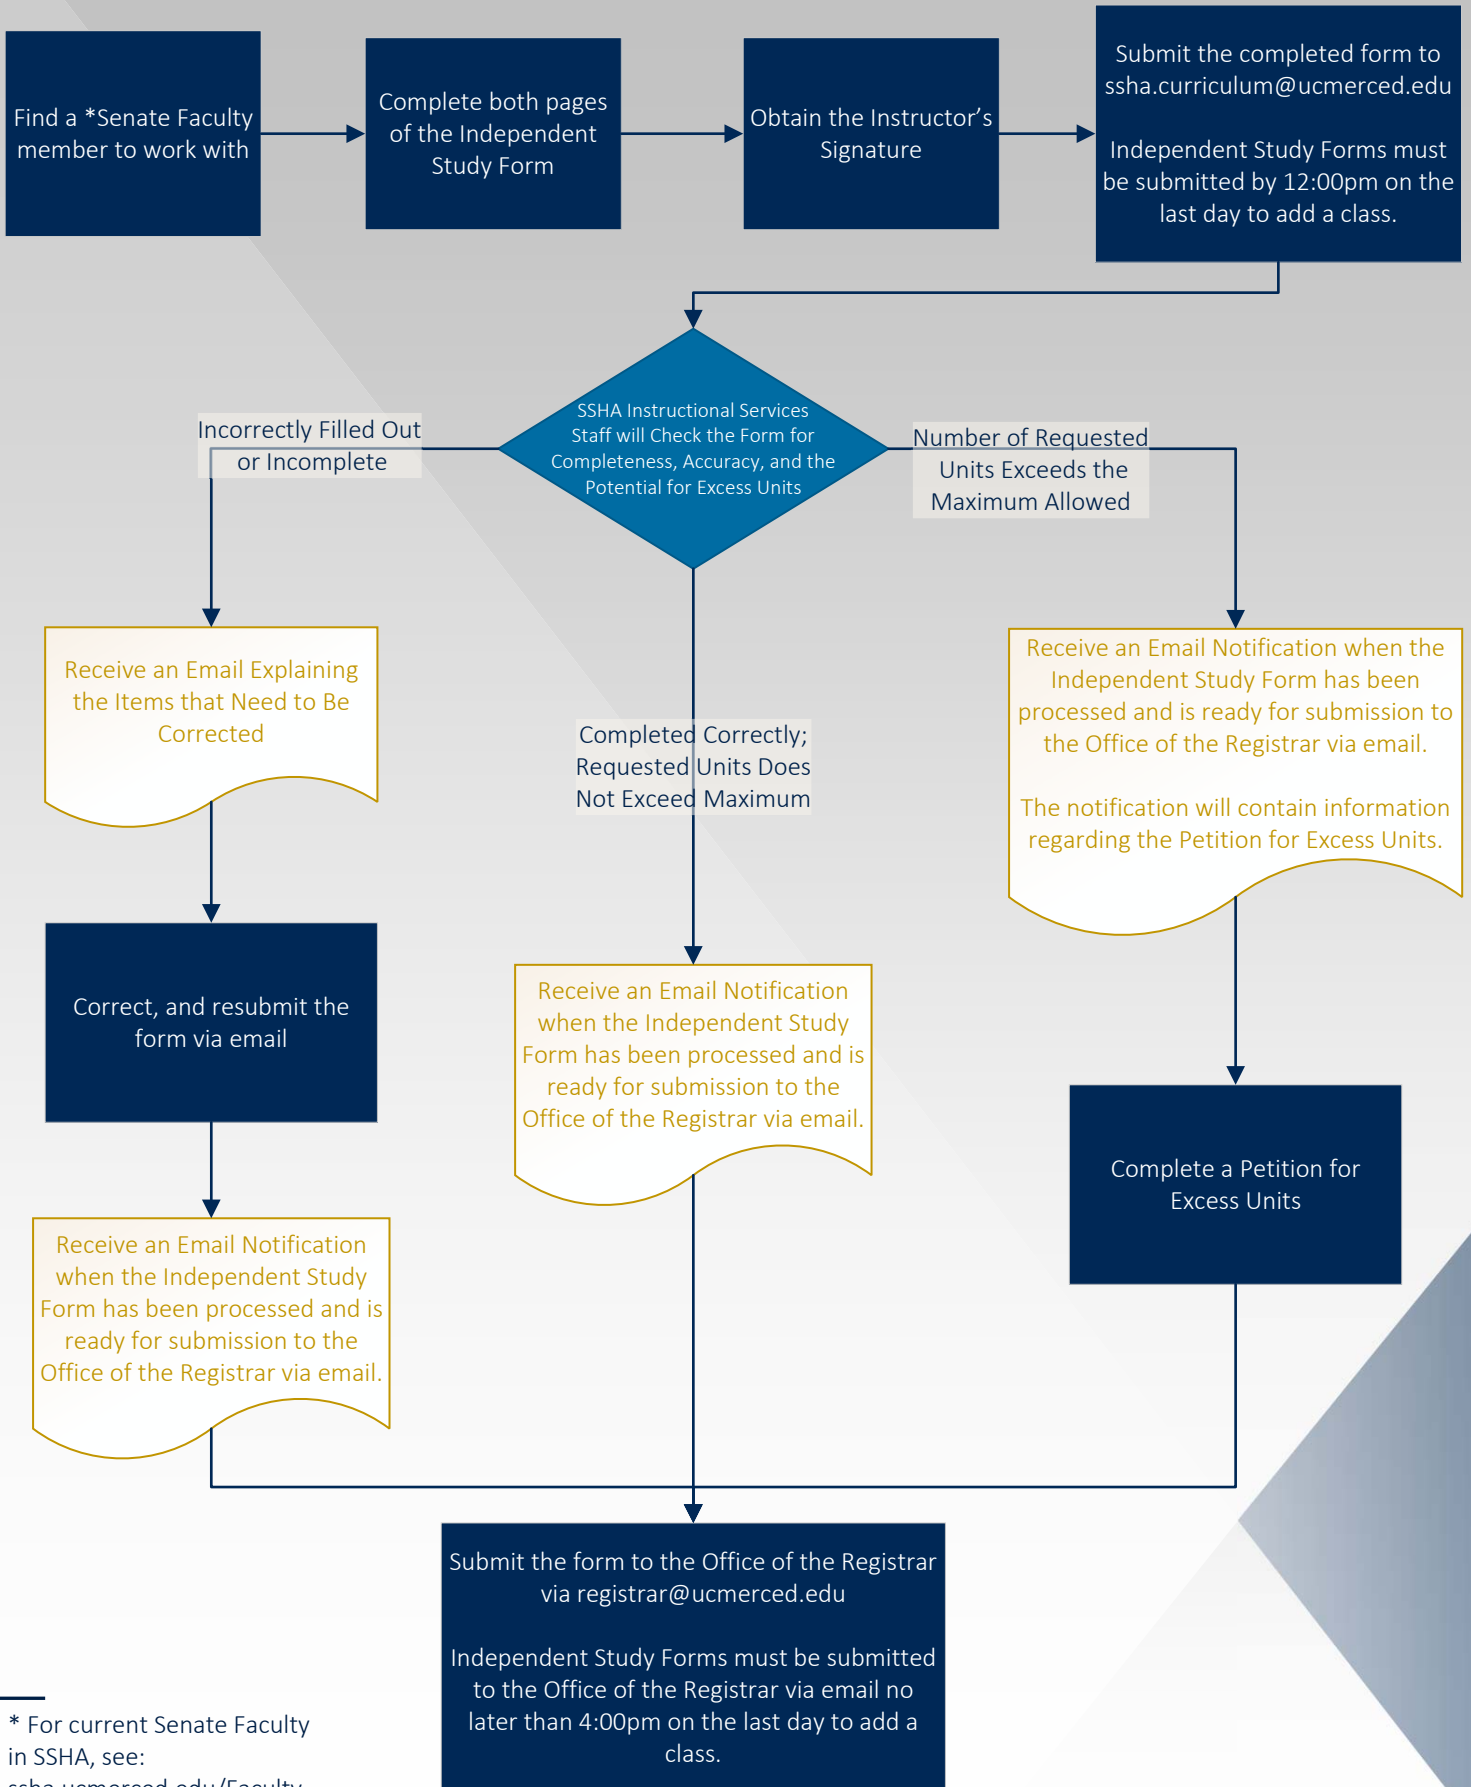 Find a *Senate Faculty
member to work with
Complete both pages
of the Independent
Study Form
Obtain the Instructor's
Signature
Submit the completed form to
ssha.curriculum@ucmerced.edu
Independent Study Forms must
be submitted by 12:00pm on the
last day to add a class.
SSHA Instructional Services
Staff will Check the Form for
Completeness, Accuracy, and the
Potential for Excess Units
Incorrectly Filled Out
or Incomplete
Number of Requested
Units Exceeds the
Maximum Allowed
Receive an Email Explaining
the Items that Need to Be
Corrected
Completed Correctly;
Requested Units Does
Not Exceed Maximum
Receive an Email Notification when the
Independent Study Form has been
processed and is ready for submission to
the Office of the Registrar via email.
The notification will contain information
regarding the Petition for Excess Units.
Correct, and resubmit the
form via email
Receive an Email Notification
when the Independent Study
Form has been processed and is
ready for submission to the
Office of the Registrar via email.
Complete a Petition for
Excess Units
Receive an Email Notification
when the Independent Study
Form has been processed and is
ready for submission to the
Office of the Registrar via email.
Submit the form to the Office of the Registrar
via registrar@ucmerced.edu
Independent Study Forms must be submitted
to the Office of the Registrar via email no
later than 4:00pm on the last day to add a
class.
* For current Senate Faculty
in SSHA, see:
ssha.ucmerced.edu/Faculty